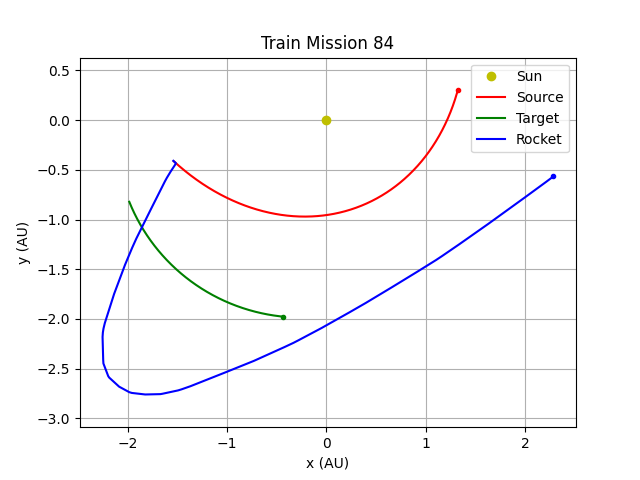 Train Mission 84
Sun
Source
Target
Rocket
0.5
0.0
−0.5
−1.0
−1.5
−2.0
−2.5
−3.0
y (AU)
−2
−1
0
1
2
x (AU)